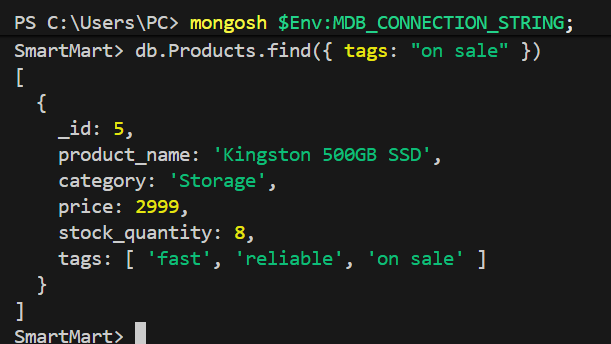 PS C:\Users\PC> mongosh $Env:MDB_CONNECTION_STRING;
SmartMart> db.Products.find({ tags: "on sale" })
[
  {
    _id: 5,
    product_name: 'Kingston 500GB SSD',
    category: 'Storage',
    price: 2999,
    stock_quantity: 8,
    tags: [ 'fast', 'reliable', 'on sale' ]
  }
]
SmartMart>